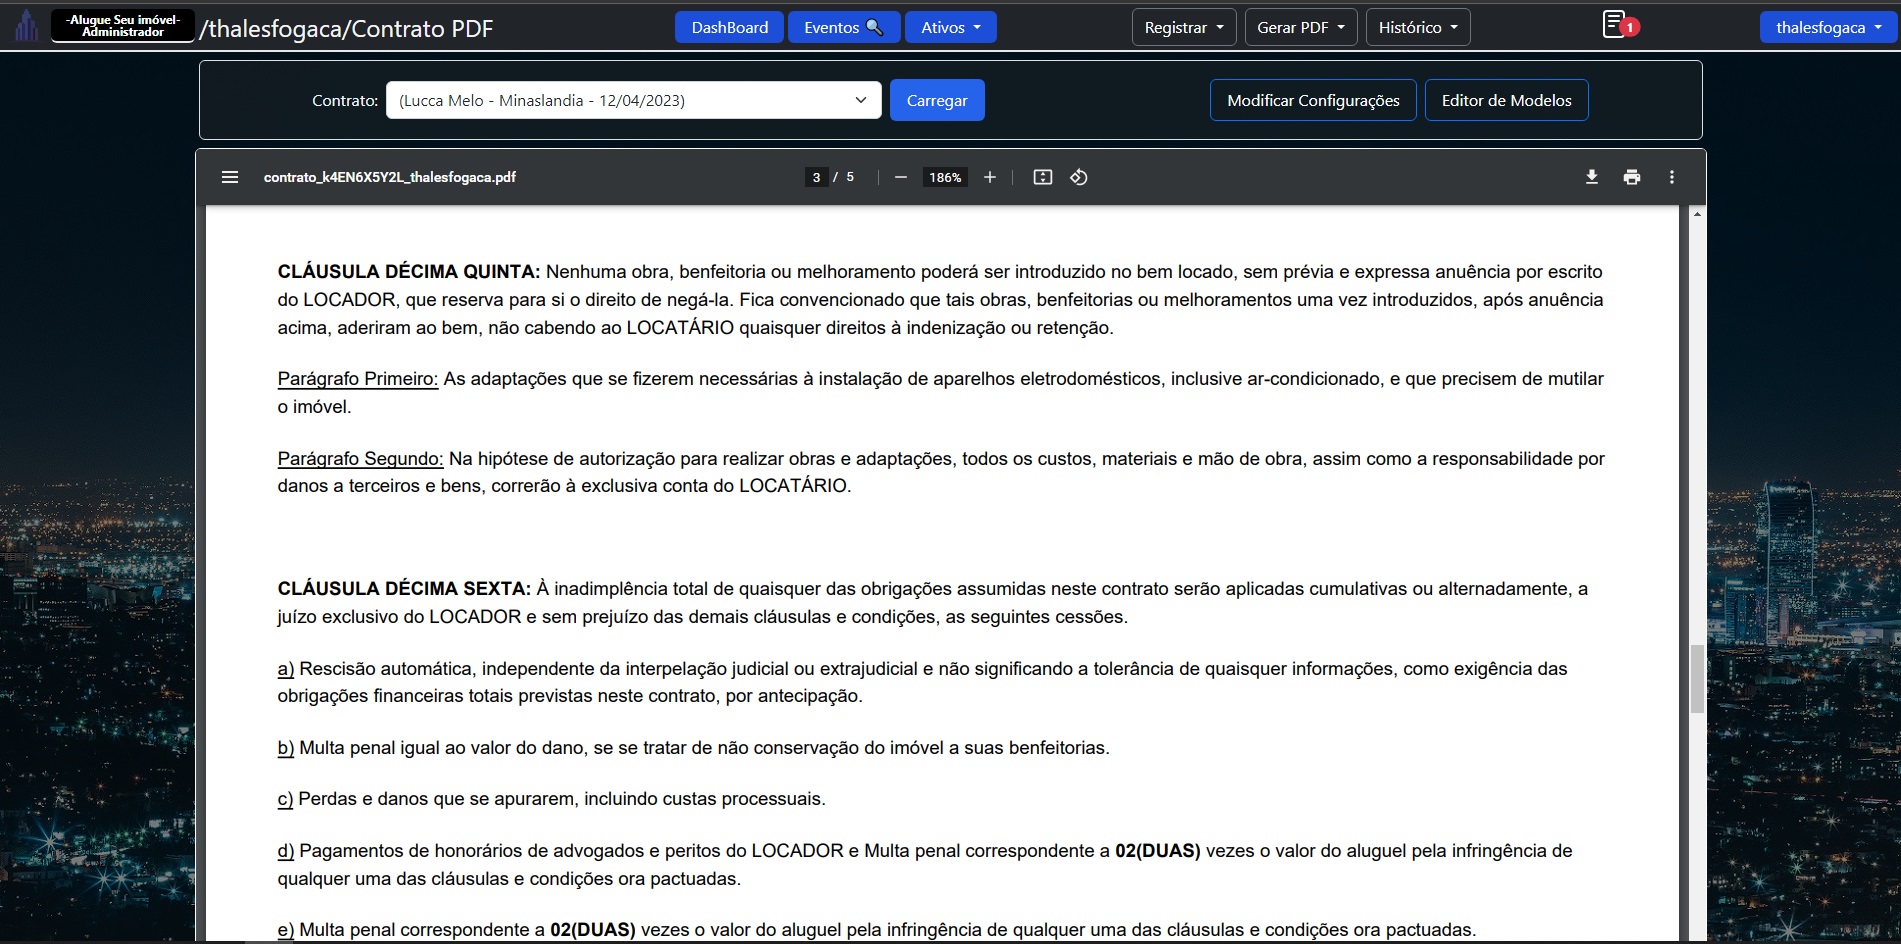 -Alugue Seu imóvel-
Administrador
/thalesfogaca/Contrato PDF
DashBoard
Eventos
Ativos
Registrar
Gerar PDF
Histórico
1
thalesfogaca
Contrato:
(Lucca Melo - Minaslandia - 12/04/2023)
Carregar
Modificar Configurações
Editor de Modelos
contrato_k4EN6X5Y2L_thalesfogaca.pdf
3 / 5
186%
CLÁUSULA DÉCIMA QUINTA: Nenhuma obra, benfeitoria ou melhoramento poderá ser introduzido no bem locado, sem prévia e expressa anuência por escrito
do LOCADOR, que reserva para si o direito de negá-la. Fica convencionado que tais obras, benfeitorias ou melhoramentos uma vez introduzidos, após anuência
acima, aderiram ao bem, não cabendo ao LOCATÁRIO quaisquer direitos à indenização ou retenção.
Parágrafo Primeiro: As adaptações que se fizerem necessárias à instalação de aparelhos eletrodomésticos, inclusive ar-condicionado, e que precisem de mutilar
o imóvel.
Parágrafo Segundo: Na hipótese de autorização para realizar obras e adaptações, todos os custos, materiais e mão de obra, assim como a responsabilidade por
danos a terceiros e bens, correrão à exclusiva conta do LOCATÁRIO.
CLÁUSULA DÉCIMA SEXTA: À inadimplência total de quaisquer das obrigações assumidas neste contrato serão aplicadas cumulativas ou alternadamente, a
juízo exclusivo do LOCADOR e sem prejuízo das demais cláusulas e condições, as seguintes cessões.
a) Rescisão automática, independente da interpelação judicial ou extrajudicial e não significando a tolerância de quaisquer informações, como exigência das
obrigações financeiras totais previstas neste contrato, por antecipação.
b) Multa penal igual ao valor do dano, se se tratar de não conservação do imóvel a suas benfeitorias.
c) Perdas e danos que se apurarem, incluindo custas processuais.
d) Pagamentos de honorários de advogados e peritos do LOCADOR e Multa penal correspondente a 02(DUAS) vezes o valor do aluguel pela infringência de
qualquer uma das cláusulas e condições ora pactuadas.
e) Multa penal correspondente a 02(DUAS) vezes o valor do aluguel pela infringência de qualquer uma das cláusulas e condições ora pactuadas.